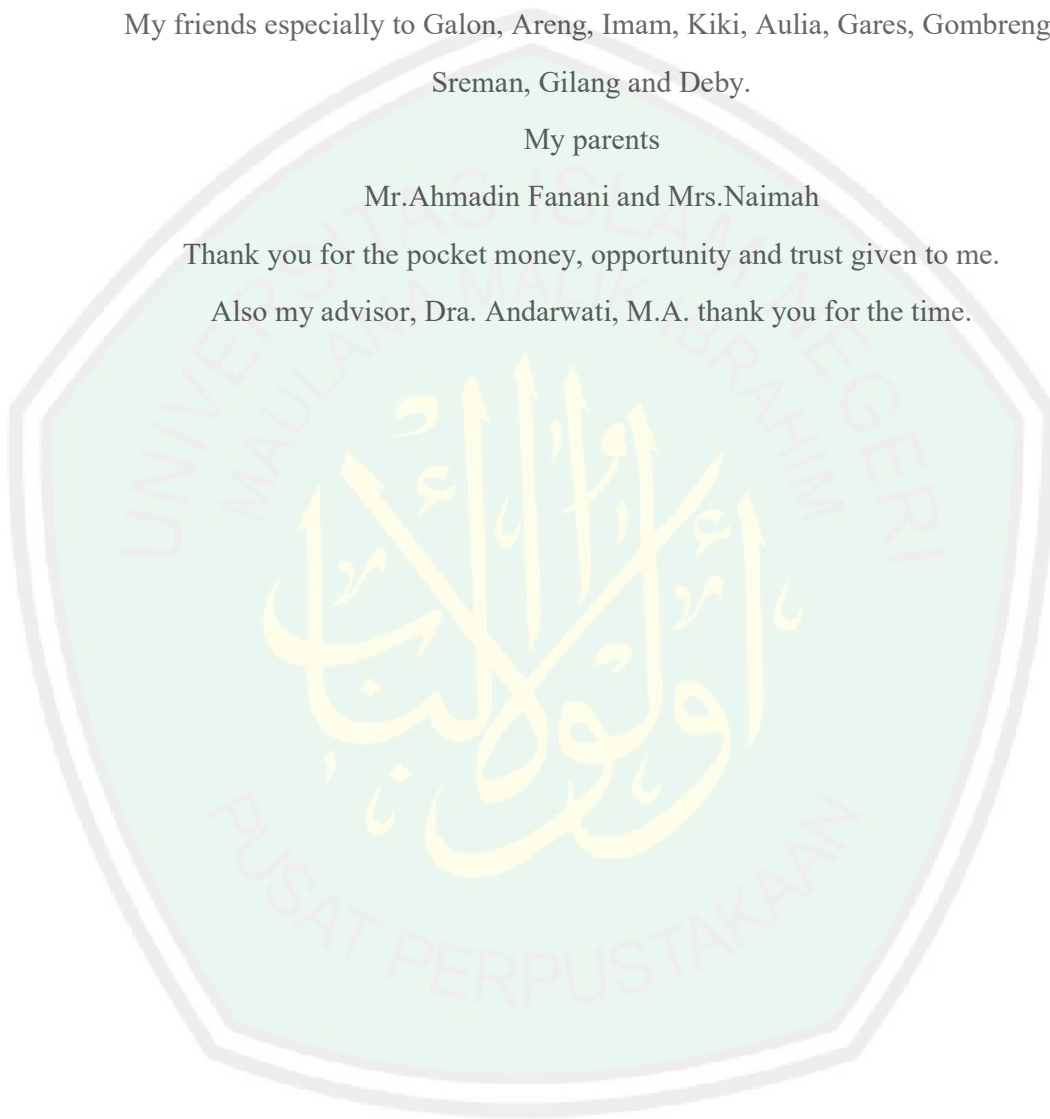 My friends especially to Galon, Areng, Imam, Kiki, Aulia, Gares, Gombreng
Sreman, Gilang and Deby.
My parents
Mr.Ahmadin Fanani and Mrs.Naimah
Thank you for the pocket money, opportunity and trust given to me.
Also my advisor, Dra. Andarwati, M.A. thank you for the time.
UNIVERSITAS ISLAM NEGERI
MAULANA MALIK IBRAHIM
أولوا الألباب
PUSAT PERPUSTAKAAN